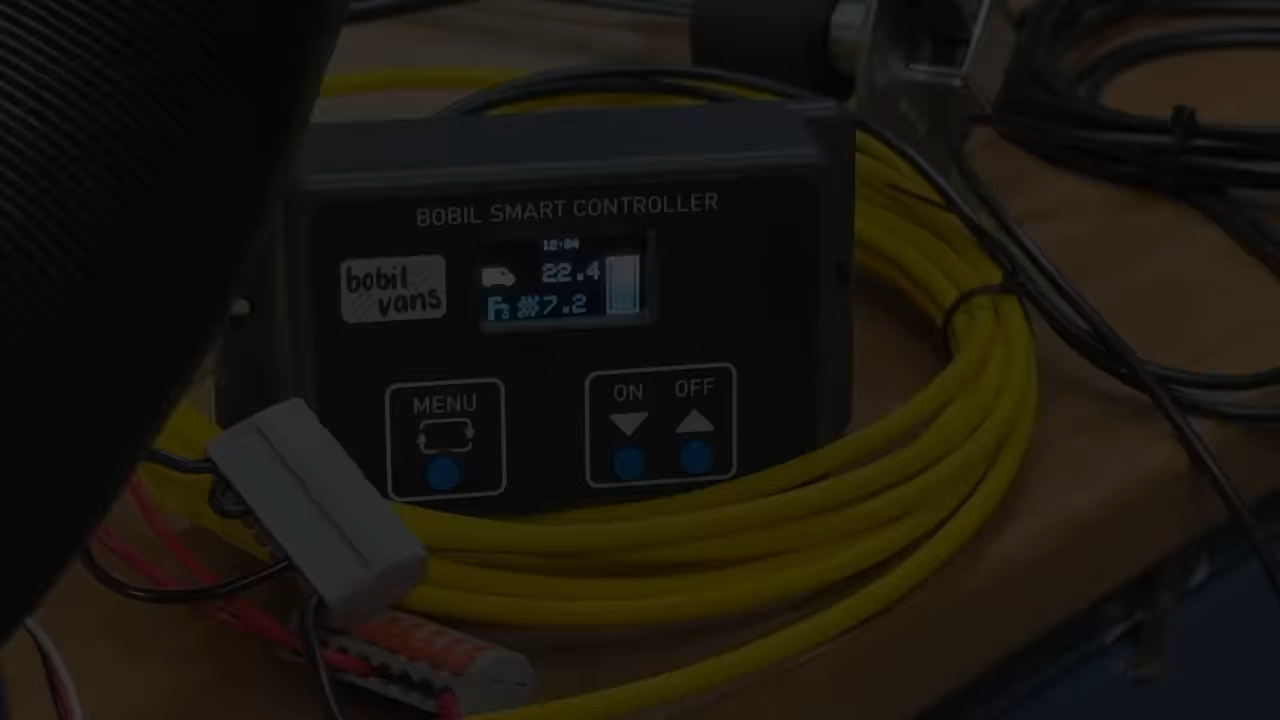 BOBIL SMART CONTROLLER
bobil
vans
12:04
22.4
#7.2
MENU
ON OFF